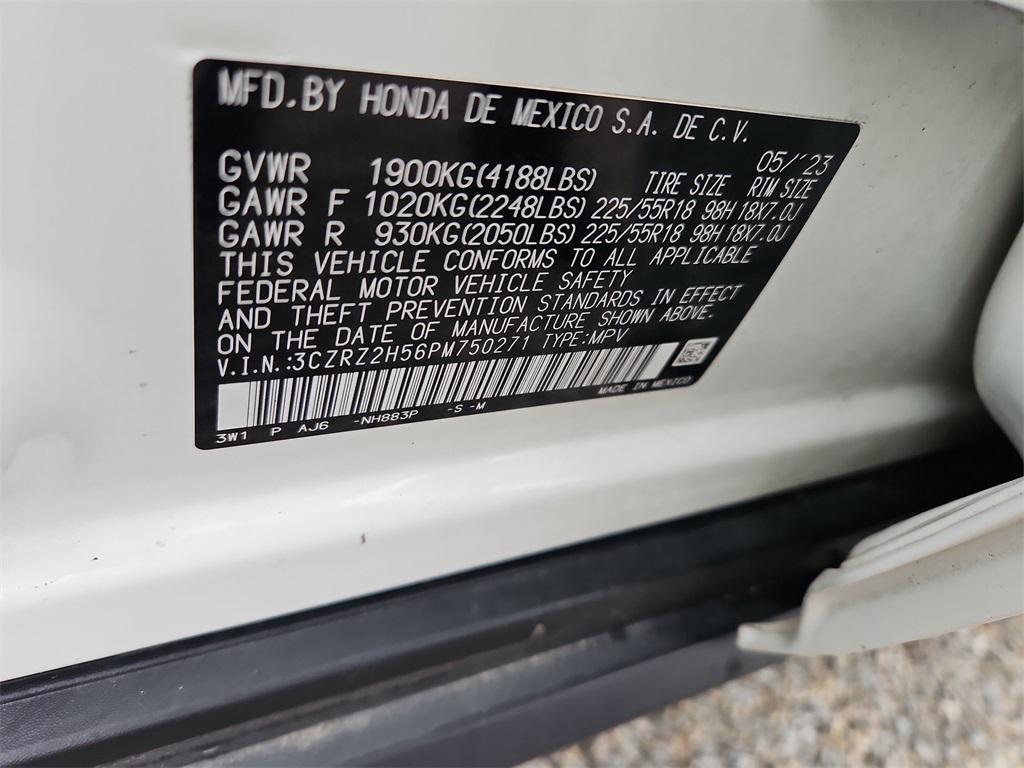 MFD. BY HONDA DE MEXICO S.A. DE C.V.
05/'23
GVWR 1900KG(4188LBS) TIRE SIZE RIM SIZE
GAWR F 1020KG(2248LBS) 225/55R18 98H 18X7.0J
GAWR R 930KG(2050LBS) 225/55R18 98H 18X7.0J
THIS VEHICLE CONFORMS TO ALL APPLICABLE
FEDERAL MOTOR VEHICLE SAFETY
AND THEFT PREVENTION STANDARDS IN EFFECT
ON THE DATE OF MANUFACTURE SHOWN ABOVE.
V.I.N.:3CZRZ2H56PM750271 TYPE:MPV
MADE IN MEXICO
3W1 P AJ6 -NH883P -S -M